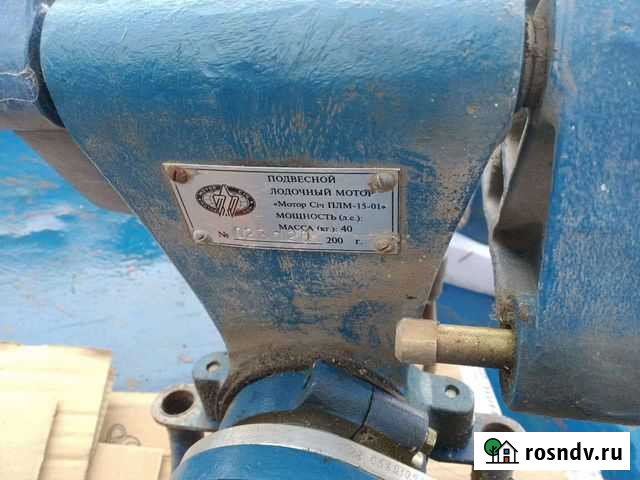 ПОДВЕСНОЙ
ЛОДОЧНЫЙ МОТОР
«Мотор Січ ПЛМ-15-01»
МОЩНОСТЬ (л.с.):
МАССА (кг.): 40
№ 200 г.
rosndv.ru